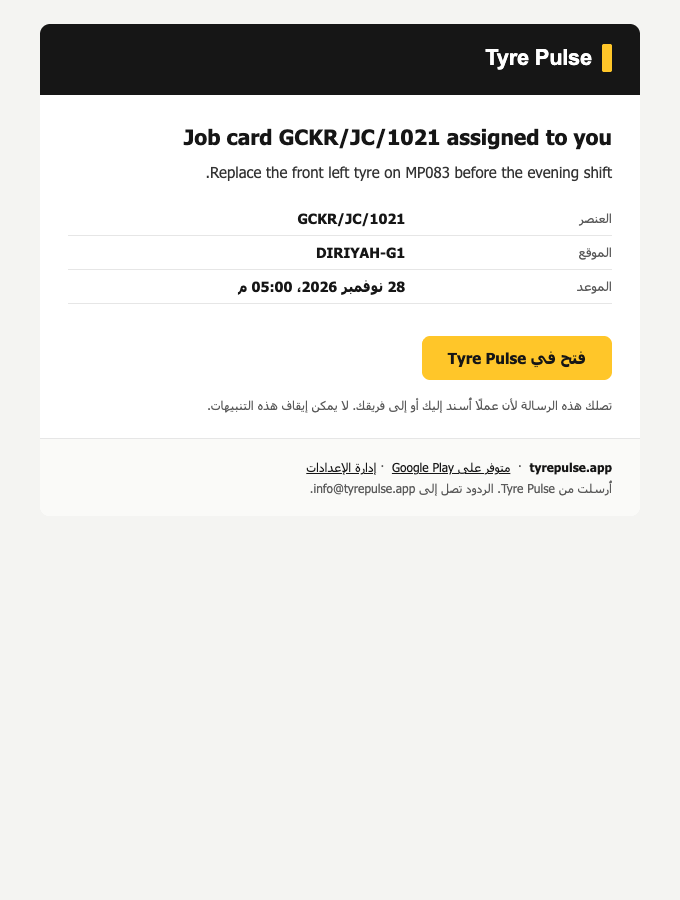 Tyre Pulse
Job card GCKR/JC/1021 assigned to you
Replace the front left tyre on MP083 before the evening shift.
العنصر GCKR/JC/1021
الموقع DIRIYAH-G1
الموعد 28 نوفمبر 2026، 05:00 م
فتح في Tyre Pulse
تصلك هذه الرسالة لأن عملًا أُسند إليك أو إلى فريقك. لا يمكن إيقاف هذه التنبيهات.
tyrepulse.app · متوفر على Google Play · إدارة الإعدادات
أُرسلت من Tyre Pulse. الردود تصل إلى info@tyrepulse.app.